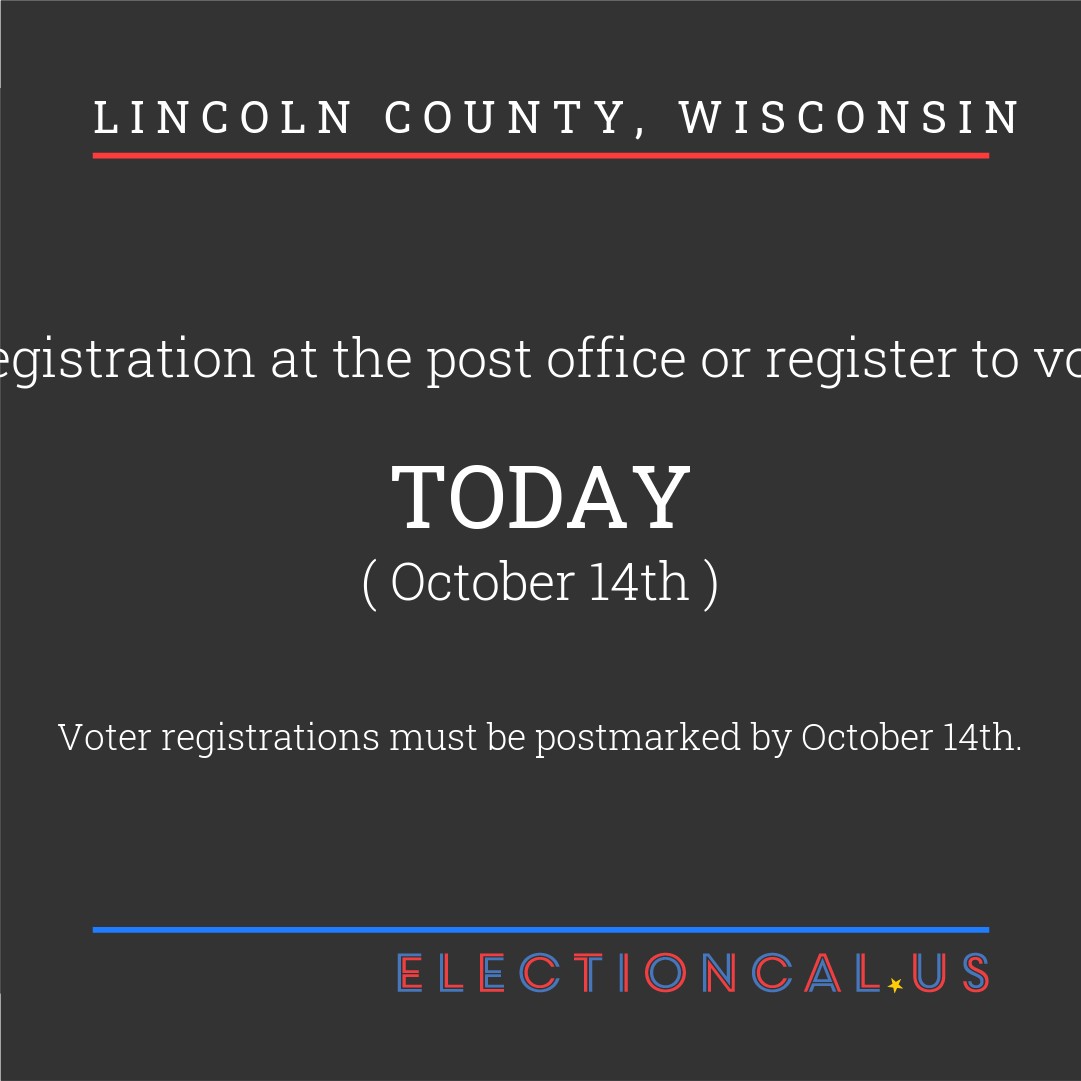 LINCOLN COUNTY, WISCONSIN
egistration at the post office or register to vo
TODAY
( October 14th )
Voter registrations must be postmarked by October 14th.
ELECTIONCAL.US